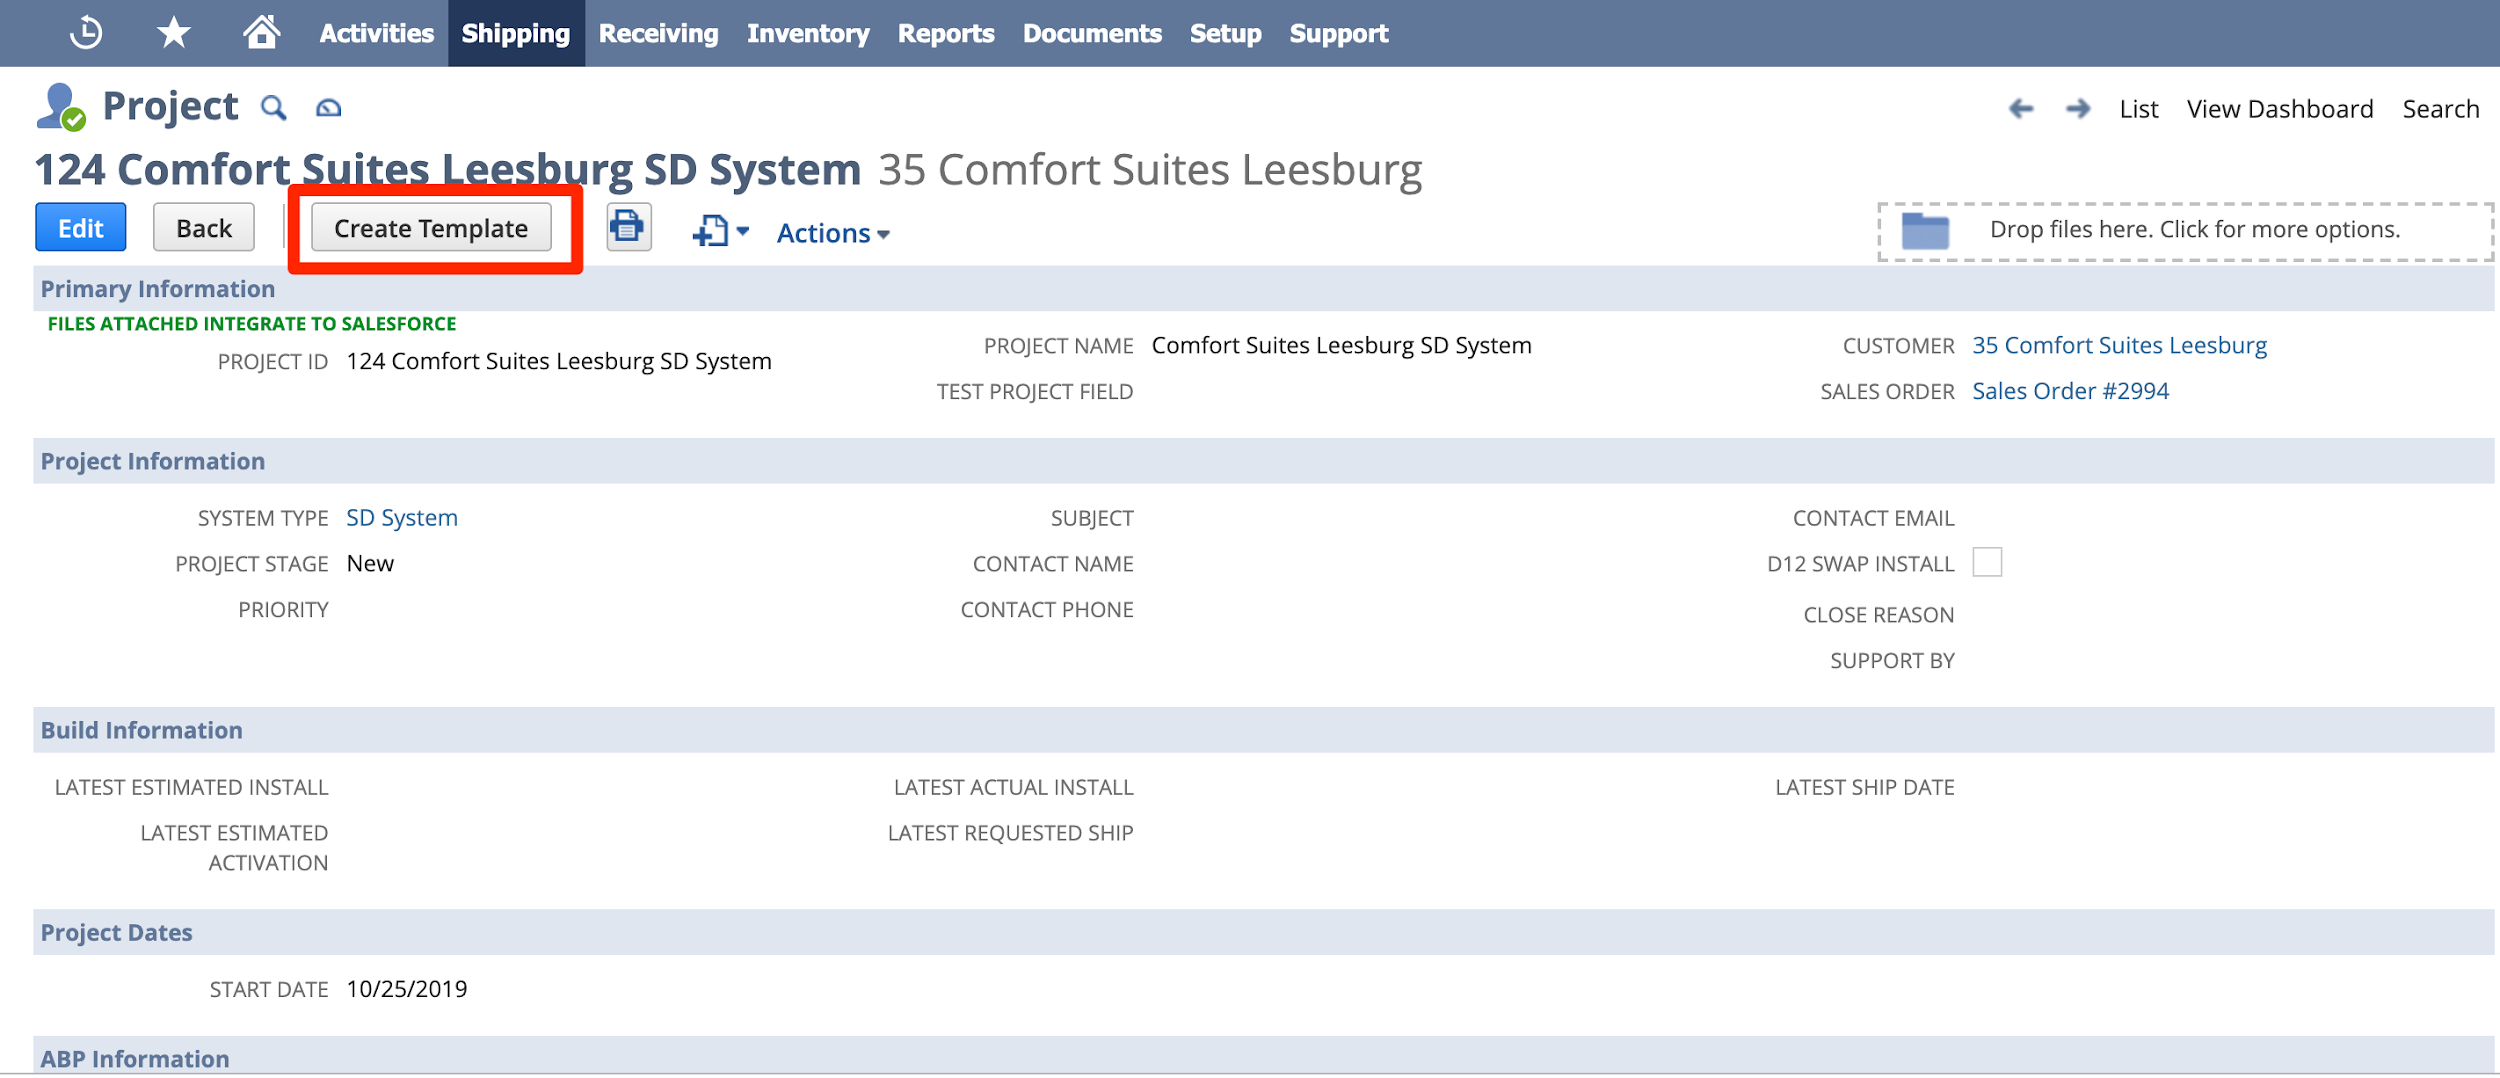 Activities Shipping Receiving Inventory Reports Documents Setup Support
Project List View Dashboard Search
124 Comfort Suites Leesburg SD System 35 Comfort Suites Leesburg
Edit Back Create Template Actions Drop files here. Click for more options.
Primary Information
FILES ATTACHED INTEGRATE TO SALESFORCE
PROJECT ID 124 Comfort Suites Leesburg SD System
PROJECT NAME Comfort Suites Leesburg SD System
TEST PROJECT FIELD
CUSTOMER 35 Comfort Suites Leesburg
SALES ORDER Sales Order #2994
Project Information
SYSTEM TYPE SD System
PROJECT STAGE New
PRIORITY
SUBJECT
CONTACT NAME
CONTACT PHONE
CONTACT EMAIL
D12 SWAP INSTALL
CLOSE REASON
SUPPORT BY
Build Information
LATEST ESTIMATED INSTALL
LATEST ESTIMATED
ACTIVATION
LATEST ACTUAL INSTALL
LATEST REQUESTED SHIP
LATEST SHIP DATE
Project Dates
START DATE 10/25/2019
ABP Information